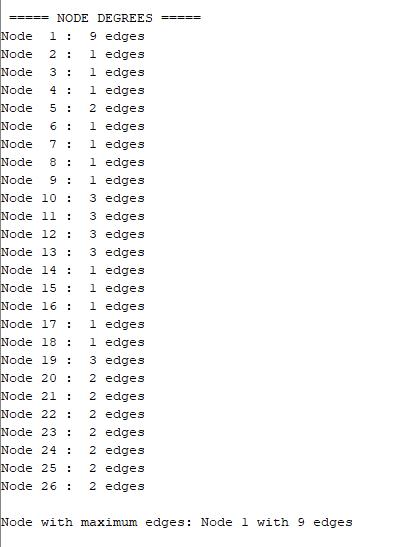 ===== NODE DEGREES =====
Node  1 :  9 edges
Node  2 :  1 edges
Node  3 :  1 edges
Node  4 :  1 edges
Node  5 :  2 edges
Node  6 :  1 edges
Node  7 :  1 edges
Node  8 :  1 edges
Node  9 :  1 edges
Node 10 :  3 edges
Node 11 :  3 edges
Node 12 :  3 edges
Node 13 :  3 edges
Node 14 :  1 edges
Node 15 :  1 edges
Node 16 :  1 edges
Node 17 :  1 edges
Node 18 :  1 edges
Node 19 :  3 edges
Node 20 :  2 edges
Node 21 :  2 edges
Node 22 :  2 edges
Node 23 :  2 edges
Node 24 :  2 edges
Node 25 :  2 edges
Node 26 :  2 edges
Node with maximum edges: Node 1 with 9 edges